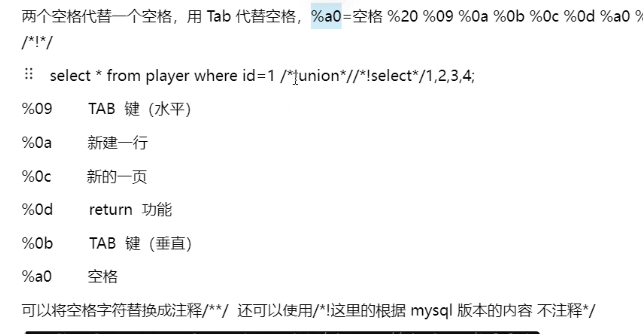 两个空格代替一个空格，用 Tab 代替空格，%a0=空格 %20 %09 %0a %0b %0c %0d %a0 %
/*!*/
select * from player where id=1 /*!union*//*!select*/1,2,3,4;
%09 TAB 键（水平）
%0a 新建一行
%0c 新的一页
%0d return 功能
%0b TAB 键（垂直）
%a0 空格
可以将空格字符替换成注释/**/ 还可以使用/*!这里的根据 mysql 版本的内容 不注释*/